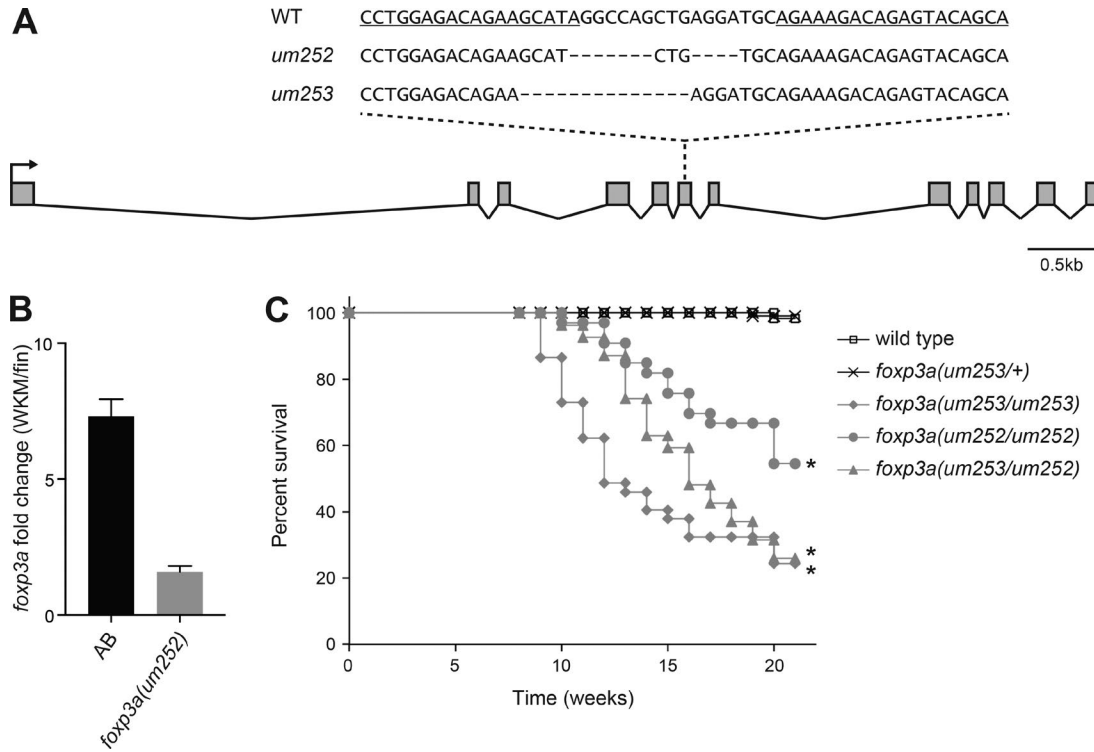 A
WT CCTGGAGACAGAAGCATAGGCCAGCTGAGGATGCAGAAAGACAGAGTACAGCA
um252 CCTGGAGACAGAAGCAT-------CTG----TGCAGAAAGACAGAGTACAGCA
um253 CCTGGAGACAGAA--------------AGGATGCAGAAAGACAGAGTACAGCA
0.5kb
B
foxp3a fold change (WKM/fin)
10
5
0
AB
foxp3a(um252)
C
Percent survival
100
80
60
40
20
0
0 5 10 15 20
Time (weeks)
*
*
*
wild type
foxp3a(um253/+)
foxp3a(um253/um253)
foxp3a(um252/um252)
foxp3a(um253/um252)